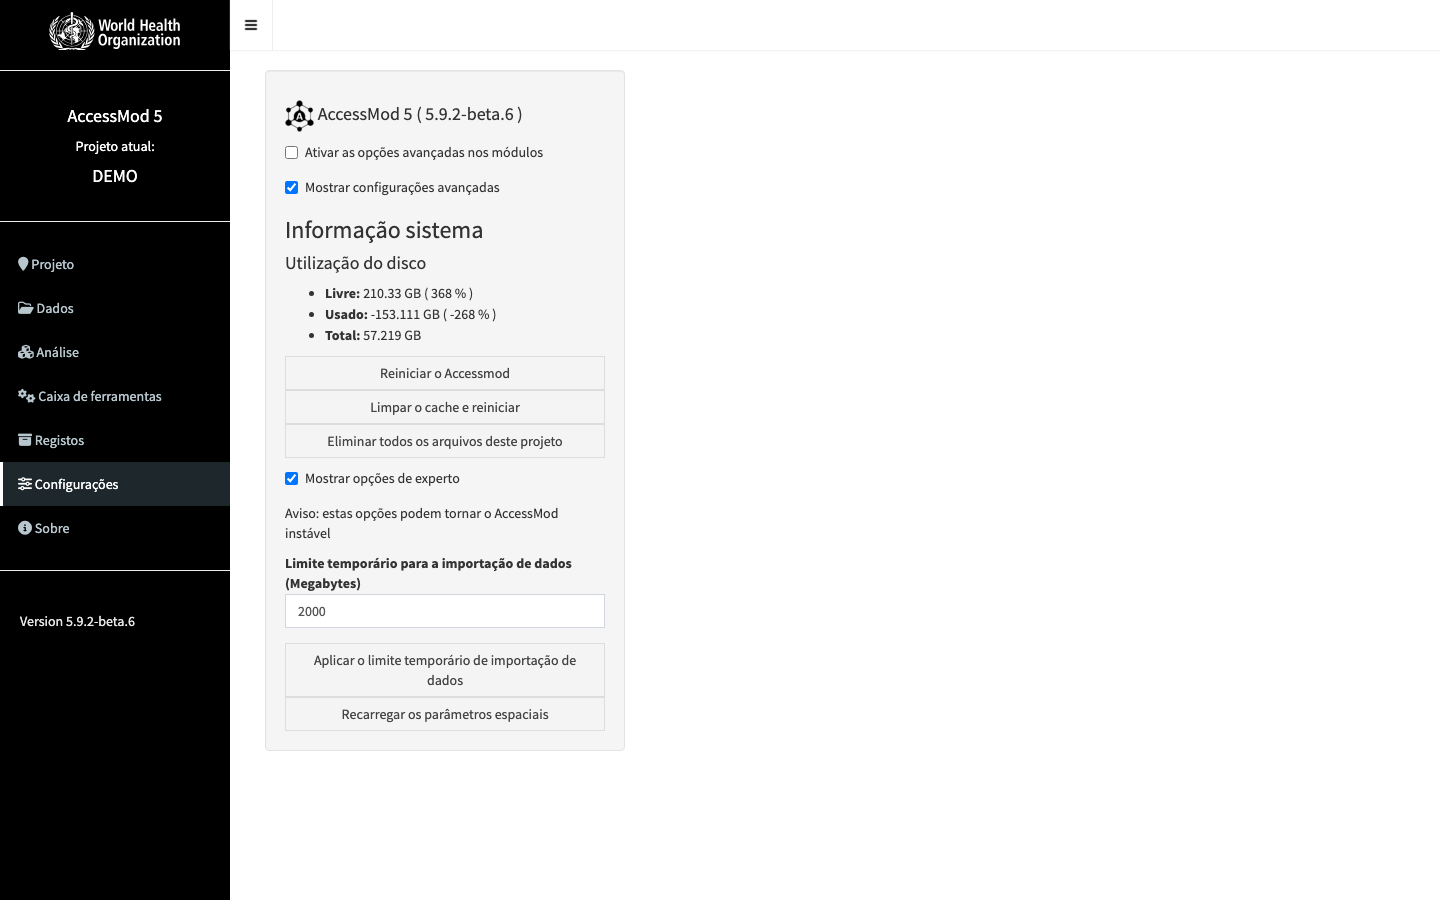 World Health
Organization
AccessMod 5
Projeto atual:
DEMO
Projeto
Dados
Análise
Caixa de ferramentas
Registos
Configurações
Sobre
Version 5.9.2-beta.6
AccessMod 5 ( 5.9.2-beta.6 )
Ativar as opções avançadas nos módulos
Mostrar configurações avançadas
Informação sistema
Utilização do disco
Livre: 210.33 GB ( 368 % )
Usado: -153.111 GB ( -268 % )
Total: 57.219 GB
Reiniciar o Accessmod
Limpar o cache e reiniciar
Eliminar todos os arquivos deste projeto
Mostrar opções de experto
Aviso: estas opções podem tornar o AccessMod
instável
Limite temporário para a importação de dados
(Megabytes)
2000
Aplicar o limite temporário de importação de
dados
Recarregar os parâmetros espaciais